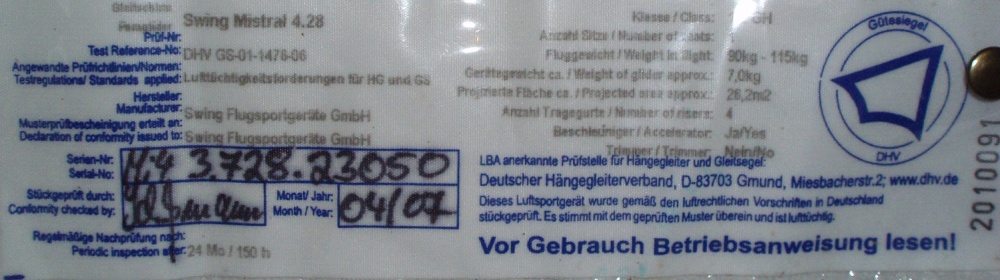 Gleitschirm
Paraglider
Swing Mistral 4.28
Prüf-Nr:
Test Reference-No: DHV GS-01-1476-06
Angewandte Prüfrichtlinien/Normen:
Testregulations/ Standards applied: Lufttüchtigkeitsforderungen für HG und GS
Hersteller:
Manufacturer: Swing Flugsportgeräte GmbH
Musterprüfbescheinigung erteilt an:
Declaration of conformity issued to: Swing Flugsportgeräte GmbH
Serien-Nr:
Serial-No: 3.728.23050
Stückgeprüft durch:
Conformity checked by:
Monat/ Jahr:
Month / Year: 04/07
Regelmäßige Nachprüfung nach:
Periodic inspection after: 24 Mo / 150 h
Klasse / Class: GH
Anzahl Sitze / Number of seats:
Fluggewicht / Weight in flight: 90kg - 115kg
Gerätegewicht ca. / Weight of glider approx.: 7,0kg
Projizierte Fläche ca. / Projected area approx.: 26,2m2
Anzahl Tragegurte / Number of risers: 4
Beschleuniger / Accelerator: Ja/Yes
Trimmer / Trimmer: Nein/No
LBA anerkannte Prüfstelle für Hängegleiter und Gleitsegel:
Deutscher Hängegleiterverband, D-83703 Gmund, Miesbacherstr.2; www.dhv.de
Dieses Luftsportgerät wurde gemäß den luftrechtlichen Vorschriften in Deutschland
stückgeprüft. Es stimmt mit dem geprüften Muster überein und ist lufttüchtig.
Vor Gebrauch Betriebsanweisung lesen!
Gütesiegel
DHV
2010091